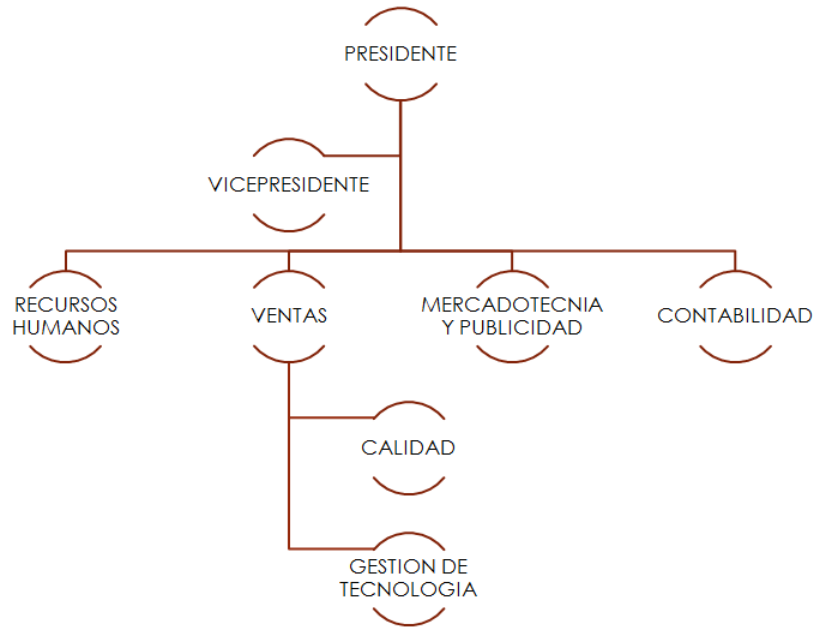 PRESIDENTE
VICEPRESIDENTE
RECURSOS
HUMANOS
VENTAS
MERCADOTECNIA
Y PUBLICIDAD
CONTABILIDAD
CALIDAD
GESTION DE
TECNOLOGIA